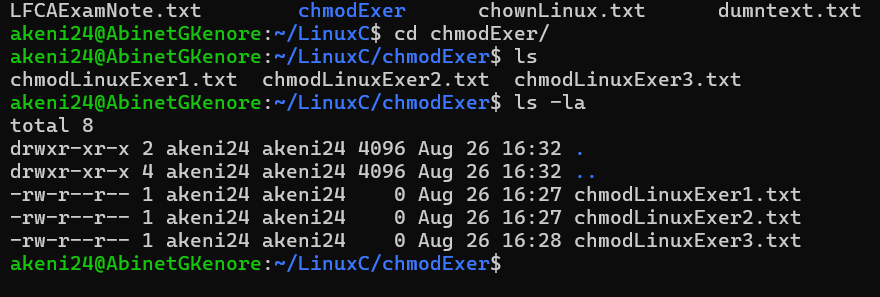 LFCAExamNote.txt        chmodExer      chownLinux.txt      dumntext.txt
akeni24@AbinetGKenore:~/LinuxC$ cd chmodExer/
akeni24@AbinetGKenore:~/LinuxC/chmodExer$ ls
chmodLinuxExer1.txt  chmodLinuxExer2.txt  chmodLinuxExer3.txt
akeni24@AbinetGKenore:~/LinuxC/chmodExer$ ls -la
total 8
drwxr-xr-x 2 akeni24 akeni24 4096 Aug 26 16:32 .
drwxr-xr-x 4 akeni24 akeni24 4096 Aug 26 16:32 ..
-rw-r--r-- 1 akeni24 akeni24    0 Aug 26 16:27 chmodLinuxExer1.txt
-rw-r--r-- 1 akeni24 akeni24    0 Aug 26 16:27 chmodLinuxExer2.txt
-rw-r--r-- 1 akeni24 akeni24    0 Aug 26 16:28 chmodLinuxExer3.txt
akeni24@AbinetGKenore:~/LinuxC/chmodExer$